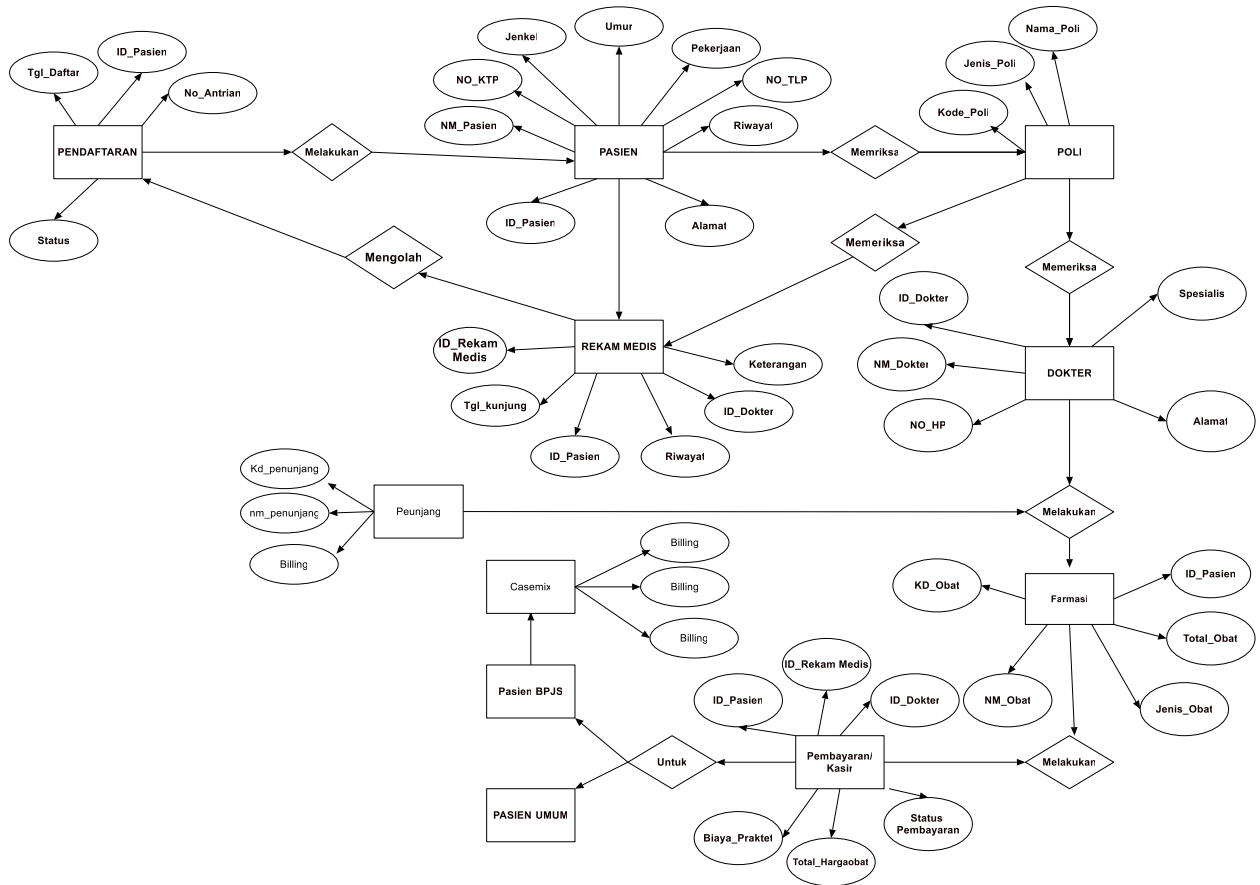 Nama_Poli
Umur
Jenkel
ID_Pasien
Pekerjaan
Jenis_Poli
Tgl_Daftar
NO_KTP
NO_TLP
No_Antrian
Kode_Poli
NM_Pasien
Riwayat
PENDAFTARAN
Melakukan
PASIEN
Memriksa
POLI
ID_Pasien
Alamat
Status
Mengolah
Memeriksa
Memeriksa
ID_Dokter
Spesialis
ID_Rekam
Medis
REKAM MEDIS
Keterangan
NM_Dokter
DOKTER
Tgl_kunjung
ID_Dokter
NO_HP
Alamat
ID_Pasien
Riwayat
Kd_penunjang
nm_penunjang
Peunjang
Melakukan
Billing
Billing
Casemix
Billing
Billing
KD_Obat
Farmasi
ID_Pasien
Total_Obat
ID_Rekam Medis
Pasien BPJS
ID_Pasien
ID_Dokter
NM_Obat
Jenis_Obat
Untuk
Pembayaran/
Kasir
Melakukan
PASIEN UMUM
Status
Pembayaran
Biaya_Praktet
Total_Hargaobat